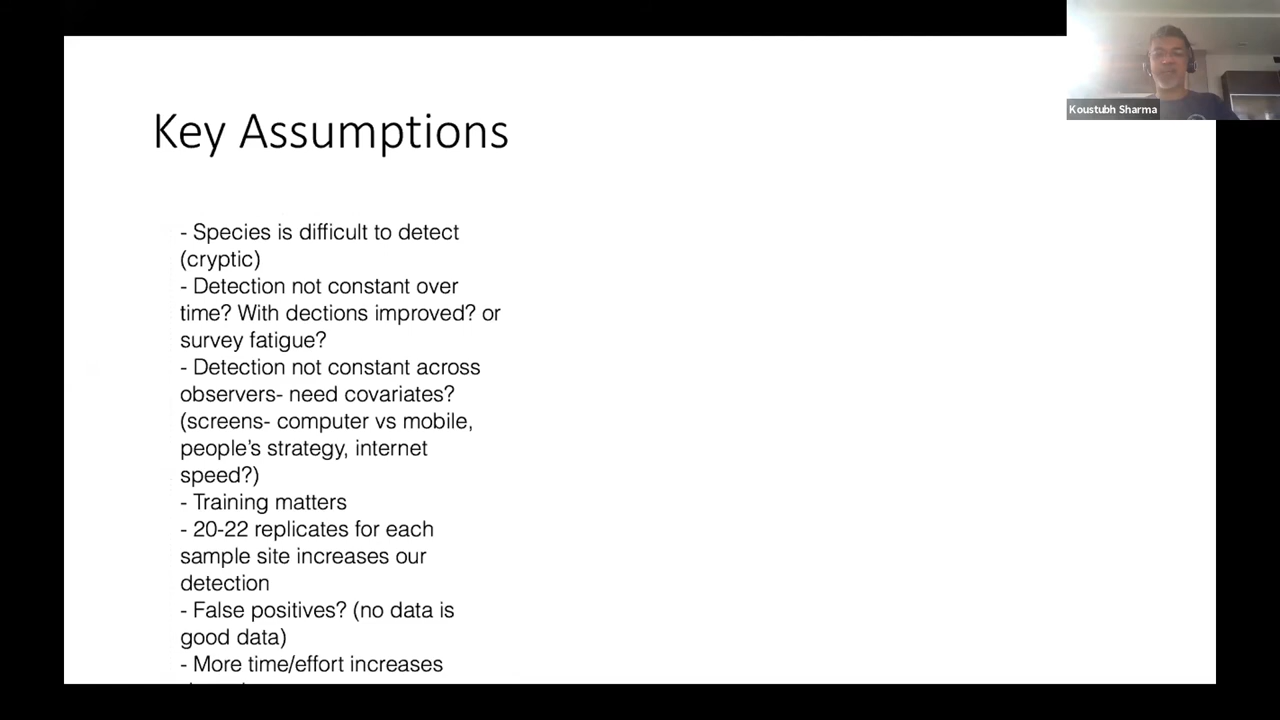 Koustubh Sharma
Key Assumptions
- Species is difficult to detect
(cryptic)
- Detection not constant over
time? With dections improved? or
survey fatigue?
- Detection not constant across
observers- need covariates?
(screens- computer vs mobile,
people's strategy, internet
speed?)
- Training matters
- 20-22 replicates for each
sample site increases our
detection
- False positives? (no data is
good data)
- More time/effort increases